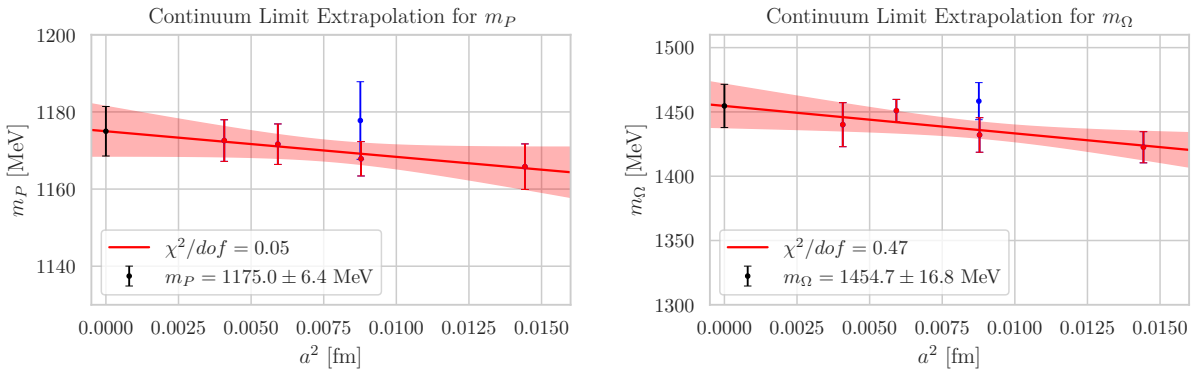 Continuum Limit Extrapolation for $m_P$
1200
1180
1160
1140
$m_P$ [MeV]
$\chi^2/dof = 0.05$
$m_P = 1175.0 \pm 6.4$ MeV
0.0000 0.0025 0.0050 0.0075 0.0100 0.0125 0.0150
$a^2$ [fm]
Continuum Limit Extrapolation for $m_\Omega$
1500
1450
1400
1350
1300
$m_\Omega$ [MeV]
$\chi^2/dof = 0.47$
$m_\Omega = 1454.7 \pm 16.8$ MeV
0.0000 0.0025 0.0050 0.0075 0.0100 0.0125 0.0150
$a^2$ [fm]